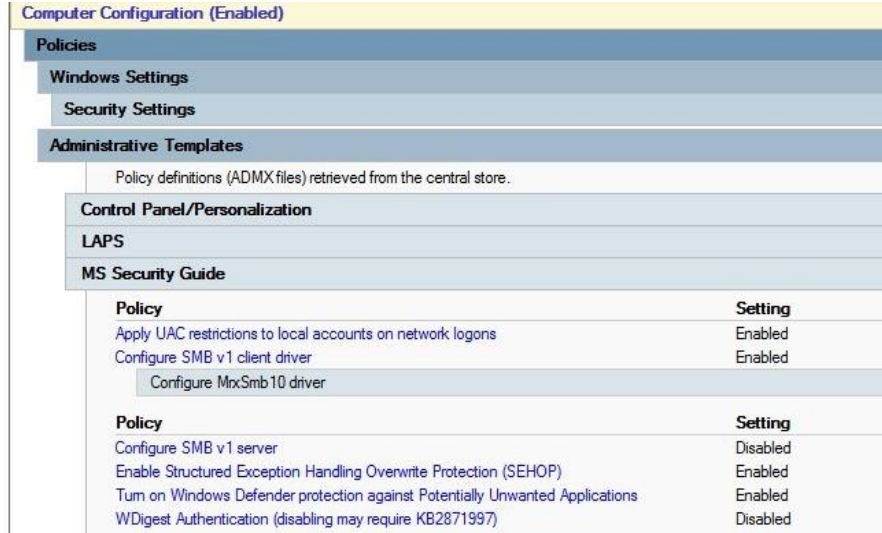 Computer Configuration (Enabled)
Policies
Windows Settings
Security Settings
Administrative Templates
Policy definitions (ADMX files) retrieved from the central store.
Control Panel/Personalization
LAPS
MS Security Guide
Policy Setting
Apply UAC restrictions to local accounts on network logons Enabled
Configure SMB v1 client driver Enabled
Configure MrxSmb10 driver
Policy Setting
Configure SMB v1 server Disabled
Enable Structured Exception Handling Overwrite Protection (SEHOP) Enabled
Turn on Windows Defender protection against Potentially Unwanted Applications Enabled
WDigest Authentication (disabling may require KB2871997) Disabled